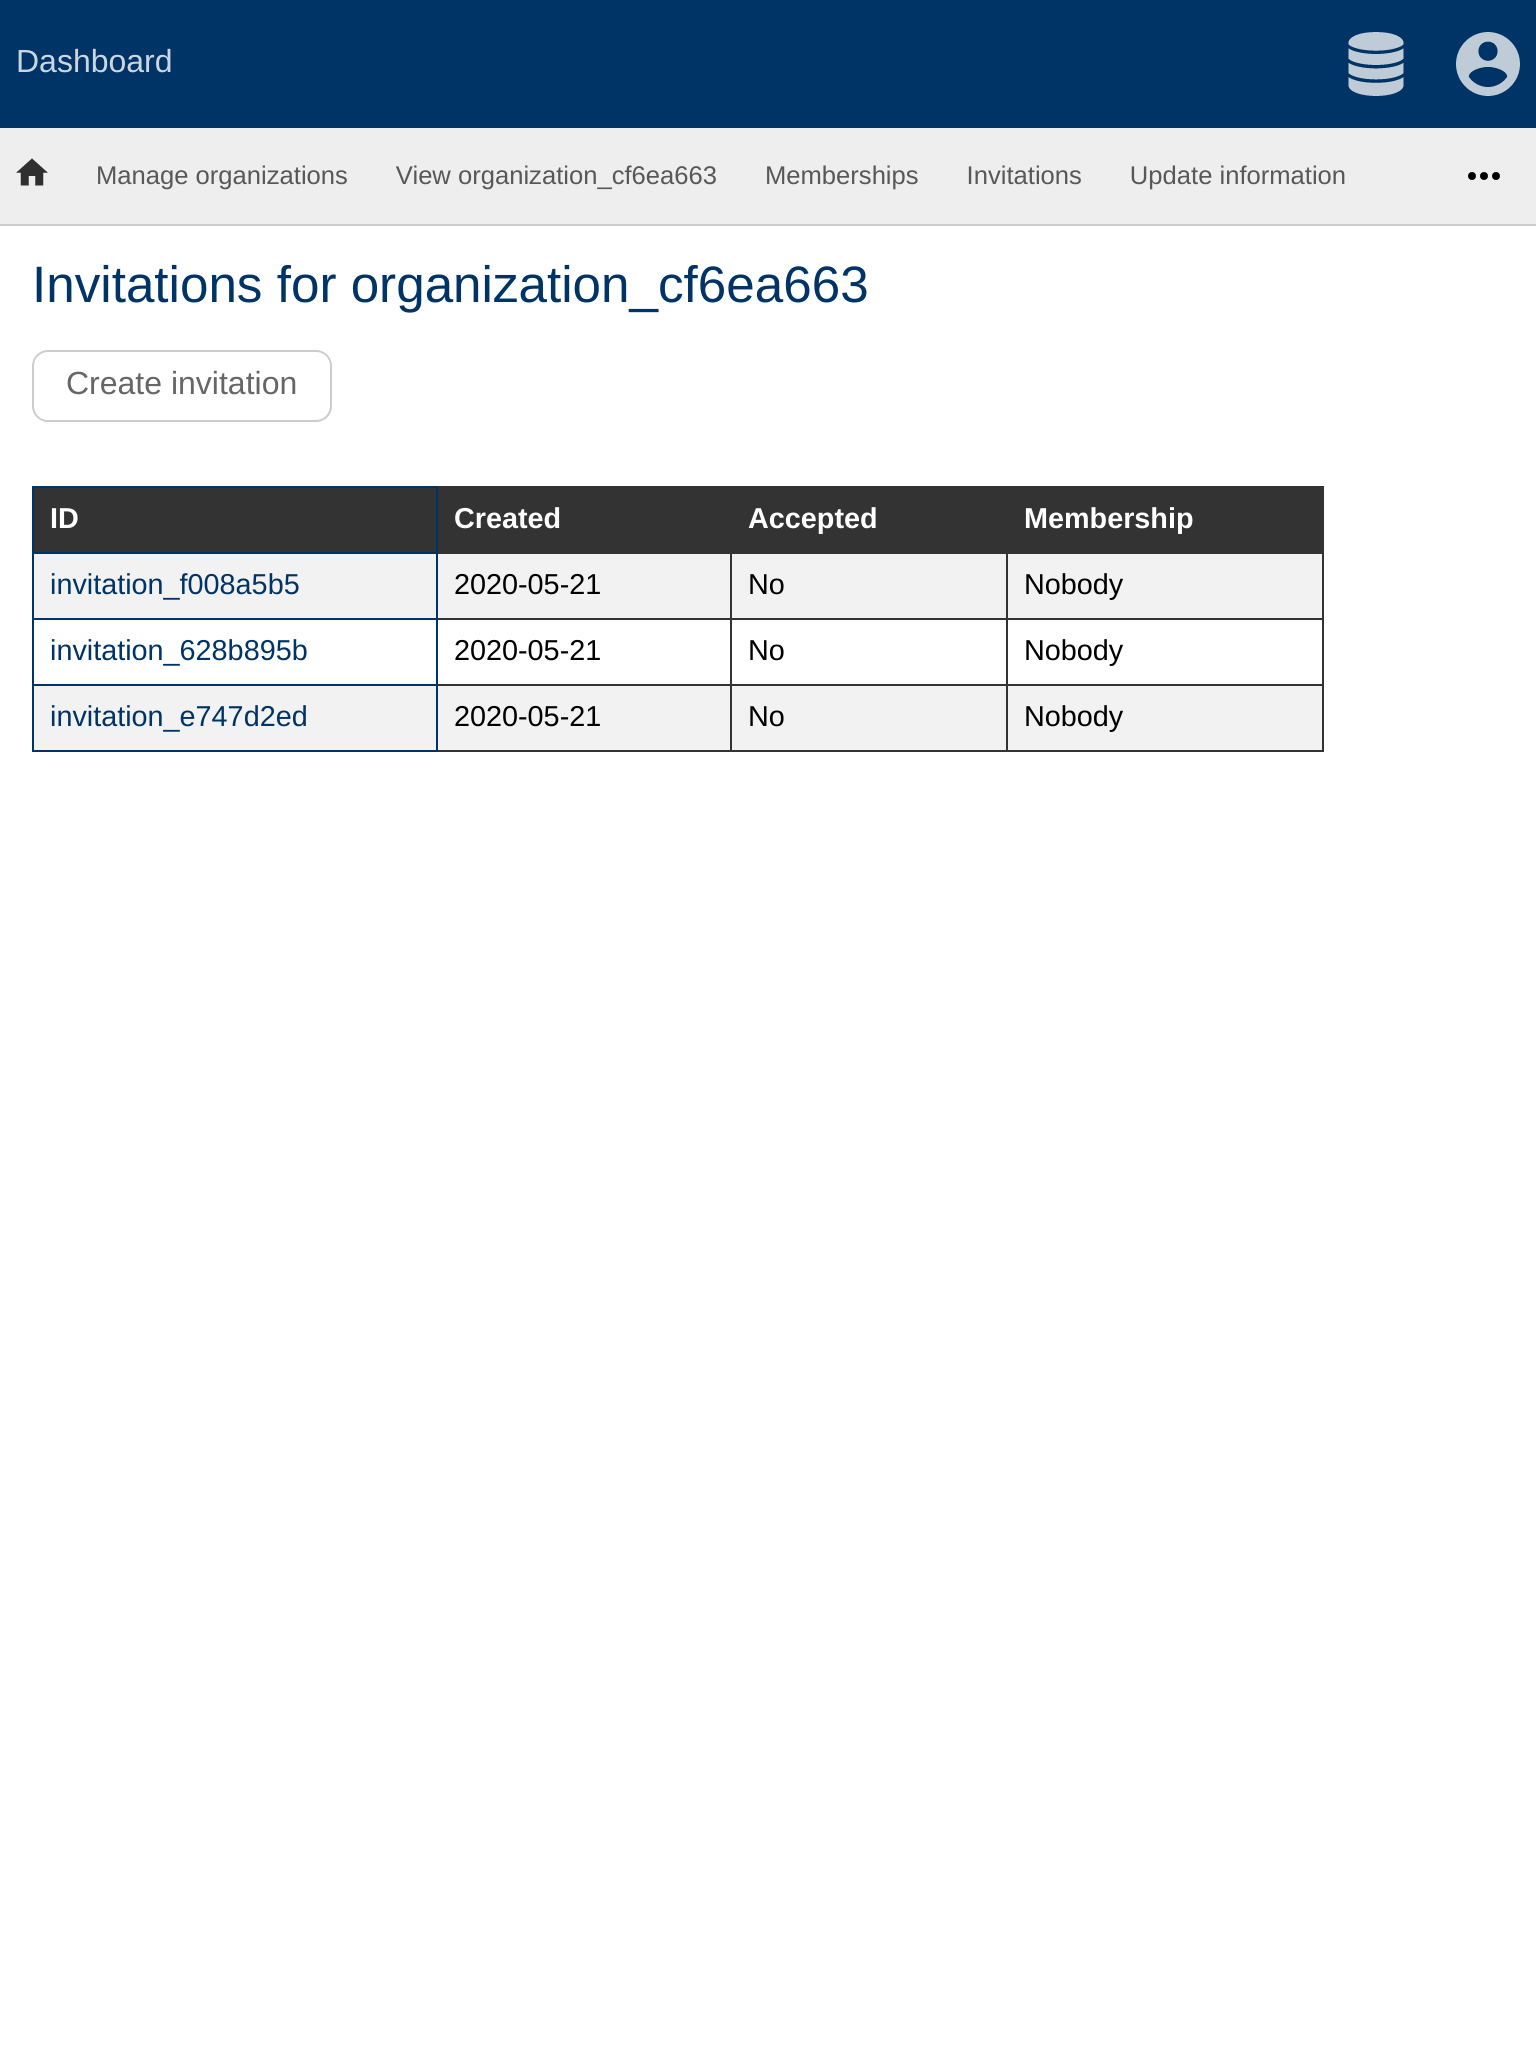 Dashboard
Manage organizations View organization_cf6ea663 Memberships Invitations Update information
Invitations for organization_cf6ea663
Create invitation
ID Created Accepted Membership
invitation_f008a5b5 2020-05-21 No Nobody
invitation_628b895b 2020-05-21 No Nobody
invitation_e747d2ed 2020-05-21 No Nobody